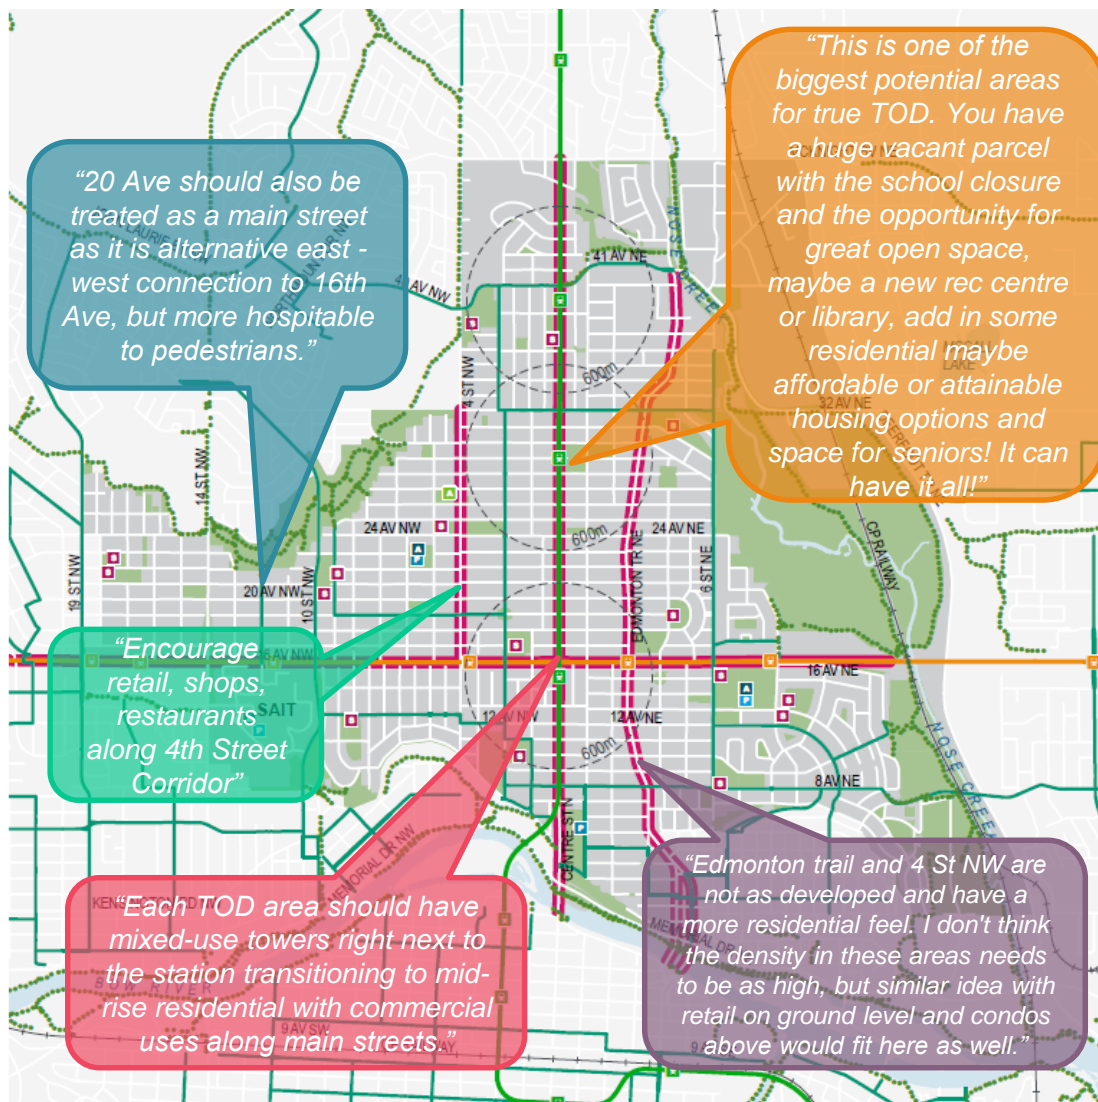 “This is one of the
biggest potential areas
for true TOD. You have
a huge vacant parcel
with the school closure
and the opportunity for
great open space,
maybe a new rec centre
or library, add in some
residential maybe
affordable or attainable
housing options and
space for seniors! It can
have it all!”
“20 Ave should also be
treated as a main street
as it is alternative east -
west connection to 16th
Ave, but more hospitable
to pedestrians.”
NOSE CREEK
41 AV NE
40 AV NW
600m
4 ST NW
32 AV NE
14 ST NW
24 AV NW
600m
24 AV NE
CP RAILWAY
EDMONTON TR NE
6 ST NE
19 ST NW
20 AV NW
10 ST NW
“Encourage
retail, shops,
restaurants
along 4th Street
Corridor”
16 AV NW
16 AV NE
SAIT
12 AV NW
12 AV NE
600m
NOSE CREEK
8 AV NE
CENTRE ST N
MEMORIAL DR NW
“Each TOD area should have
mixed-use towers right next to
the station transitioning to mid-
rise residential with commercial
uses along main streets.”
BOW RIVER
9 AV SW
“Edmonton trail and 4 St NW are
not as developed and have a
more residential feel. I don't think
the density in these areas needs
to be as high, but similar idea with
retail on ground level and condos
above would fit here as well.”